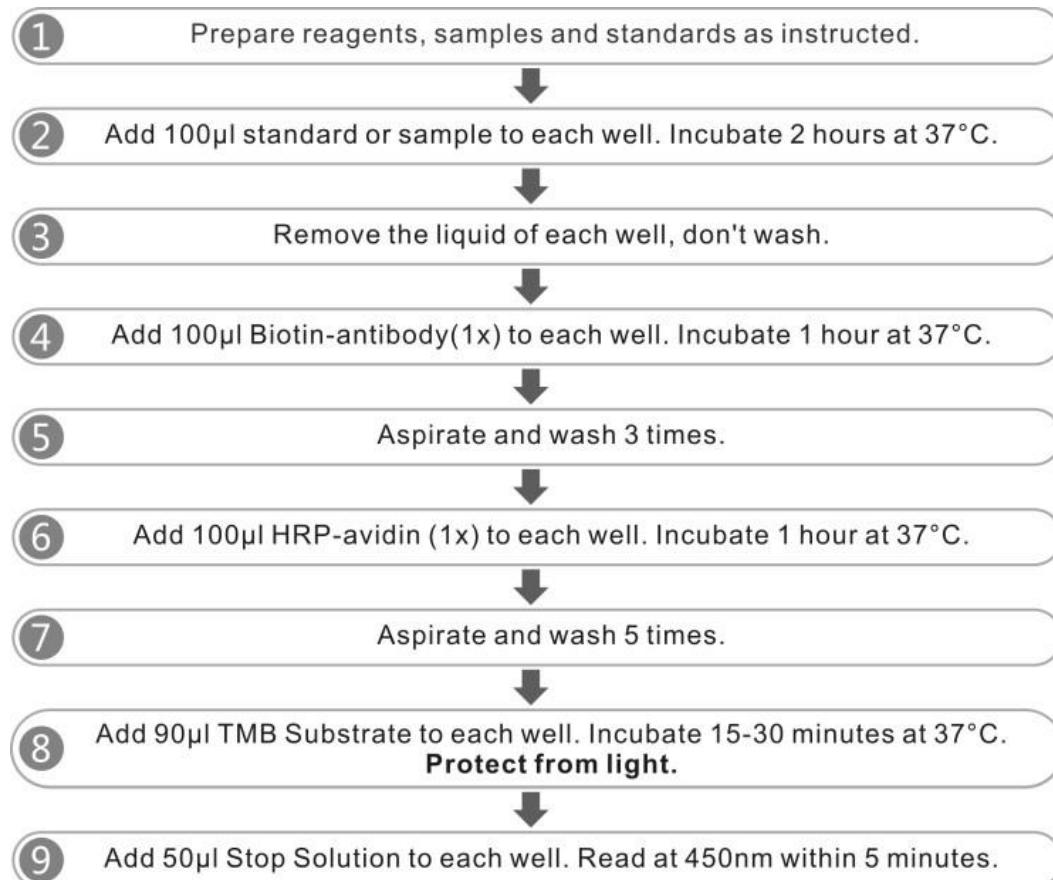 1 Prepare reagents, samples and standards as instructed.
2 Add 100µl standard or sample to each well. Incubate 2 hours at 37°C.
3 Remove the liquid of each well, don't wash.
4 Add 100µl Biotin-antibody(1x) to each well. Incubate 1 hour at 37°C.
5 Aspirate and wash 3 times.
6 Add 100µl HRP-avidin (1x) to each well. Incubate 1 hour at 37°C.
7 Aspirate and wash 5 times.
8 Add 90µl TMB Substrate to each well. Incubate 15-30 minutes at 37°C.
Protect from light.
9 Add 50µl Stop Solution to each well. Read at 450nm within 5 minutes.